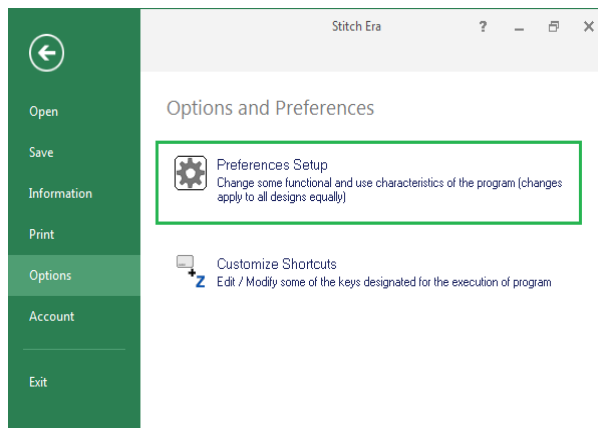 Stitch Era
?
Open
Save
Information
Print
Options
Account
Exit
Options and Preferences
Preferences Setup
Change some functional and use characteristics of the program (changes
apply to all designs equally)
+Z
Customize Shortcuts
Edit / Modify some of the keys designated for the execution of program